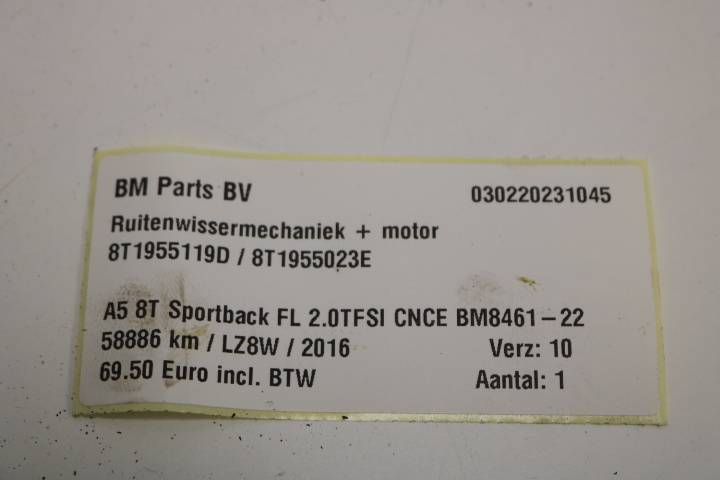 BM Parts BV 030220231045
Ruitenwissermechaniek + motor
8T1955119D / 8T1955023E
A5 8T Sportback FL 2.0TFSI CNCE BM8461-22
58886 km / LZ8W / 2016 Verz: 10
69.50 Euro incl. BTW Aantal: 1